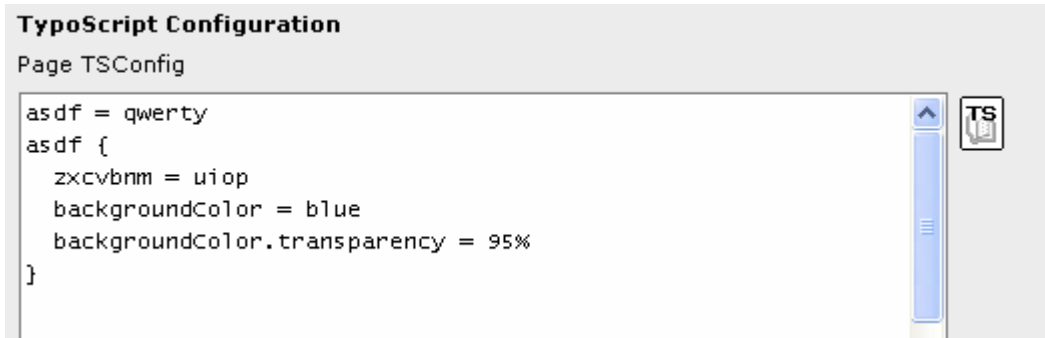 TypoScript Configuration
Page TSConfig
asdf = qwerty
TS
asdf {
  zxcvbnm = uiop
  backgroundColor = blue
  backgroundColor.transparency = 95%
}